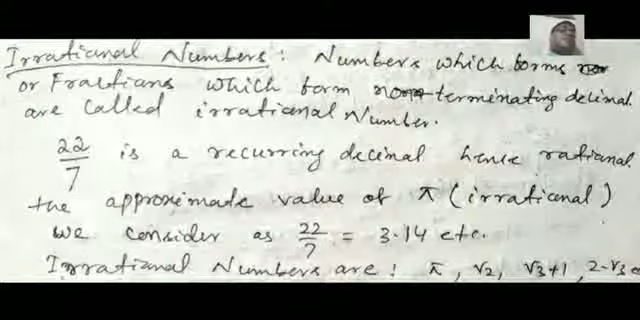 Irrational Numbers: Numbers which forms
or Fractions which form non-terminating decimal
are called irrational Number.
22/7 is a recurring decimal hence rational.
the approximate value of π (irrational)
we consider as 22/7 = 3.14 etc.
Irrational Numbers are: π, √2, √3+1, 2-√3